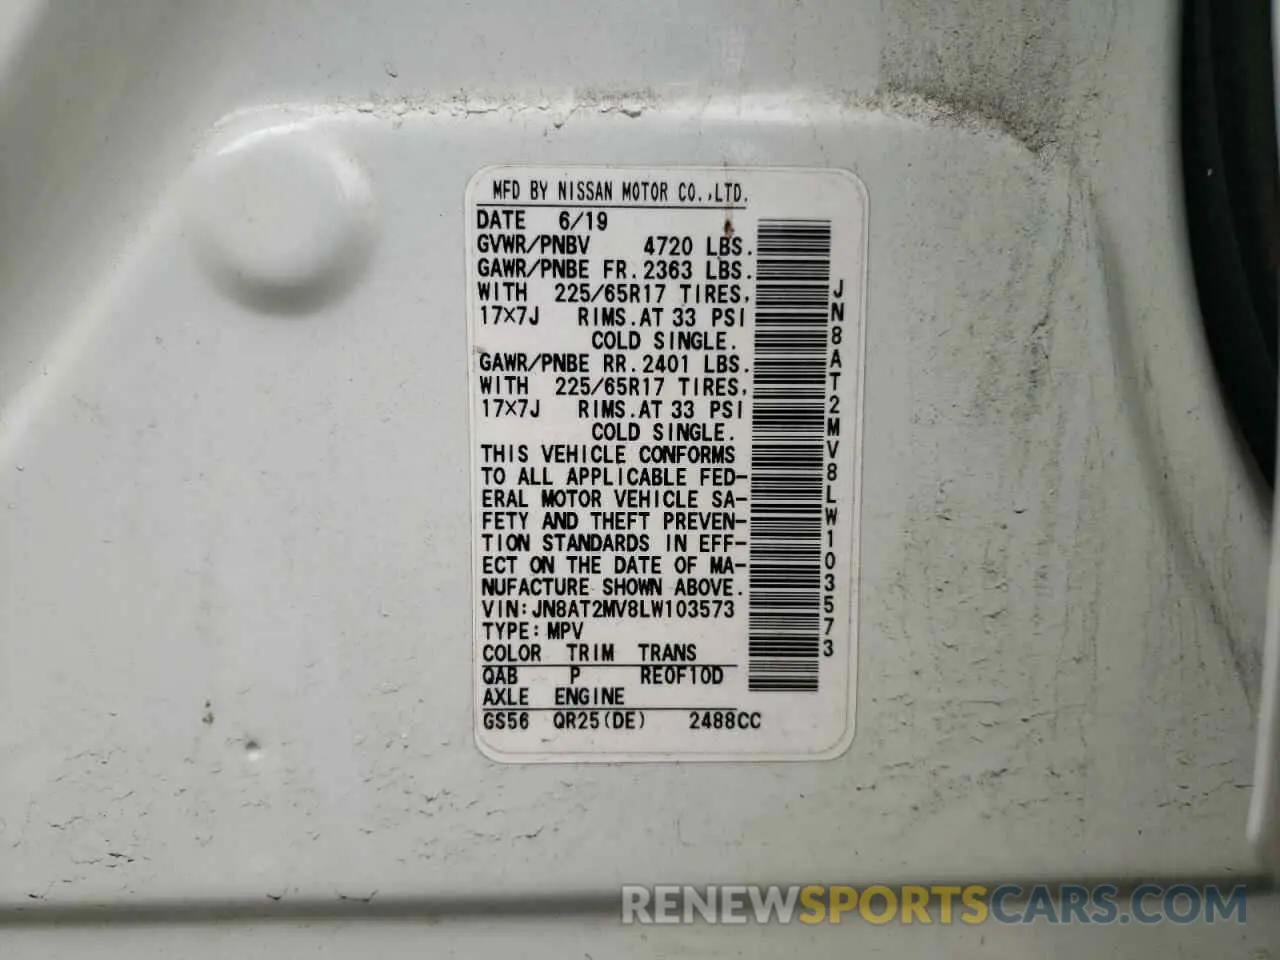 MFD BY NISSAN MOTOR CO.,LTD.
DATE 6/19
GVWR/PNBV 4720 LBS.
GAWR/PNBE FR.2363 LBS.
WITH 225/65R17 TIRES,
17×7J RIMS.AT 33 PSI
COLD SINGLE.
GAWR/PNBE RR.2401 LBS.
WITH 225/65R17 TIRES,
17×7J RIMS.AT 33 PSI
COLD SINGLE.
THIS VEHICLE CONFORMS
TO ALL APPLICABLE FED-
ERAL MOTOR VEHICLE SA-
FETY AND THEFT PREVEN-
TION STANDARDS IN EFF-
ECT ON THE DATE OF MA-
NUFACTURE SHOWN ABOVE.
VIN:JN8AT2MV8LW103573
TYPE:MPV
COLOR TRIM TRANS
QAB P RE0F10D
AXLE ENGINE
GS56 QR25(DE) 2488CC
JN8AT2MV8LW103573
RENEWSPORTSCARS.COM